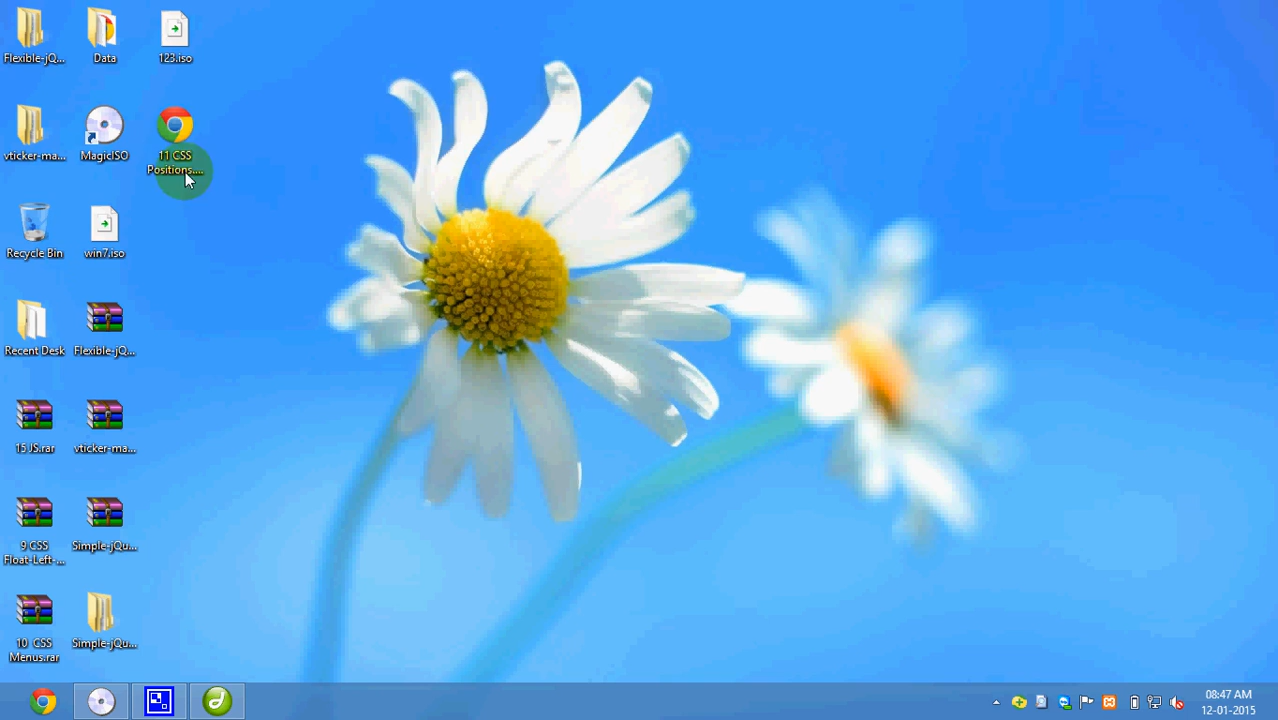 Flexible-jQ...
Data
123.iso
vticker-ma...
MagicISO
11 CSS
Positions....
Recycle Bin
win7.iso
Recent Desk
Flexible-jQ...
15 JS.rar
vticker-ma...
9 CSS
Float-Left-...
Simple-jQu...
10 CSS
Menus.rar
Simple-jQu...
08:47 AM
12-01-2015